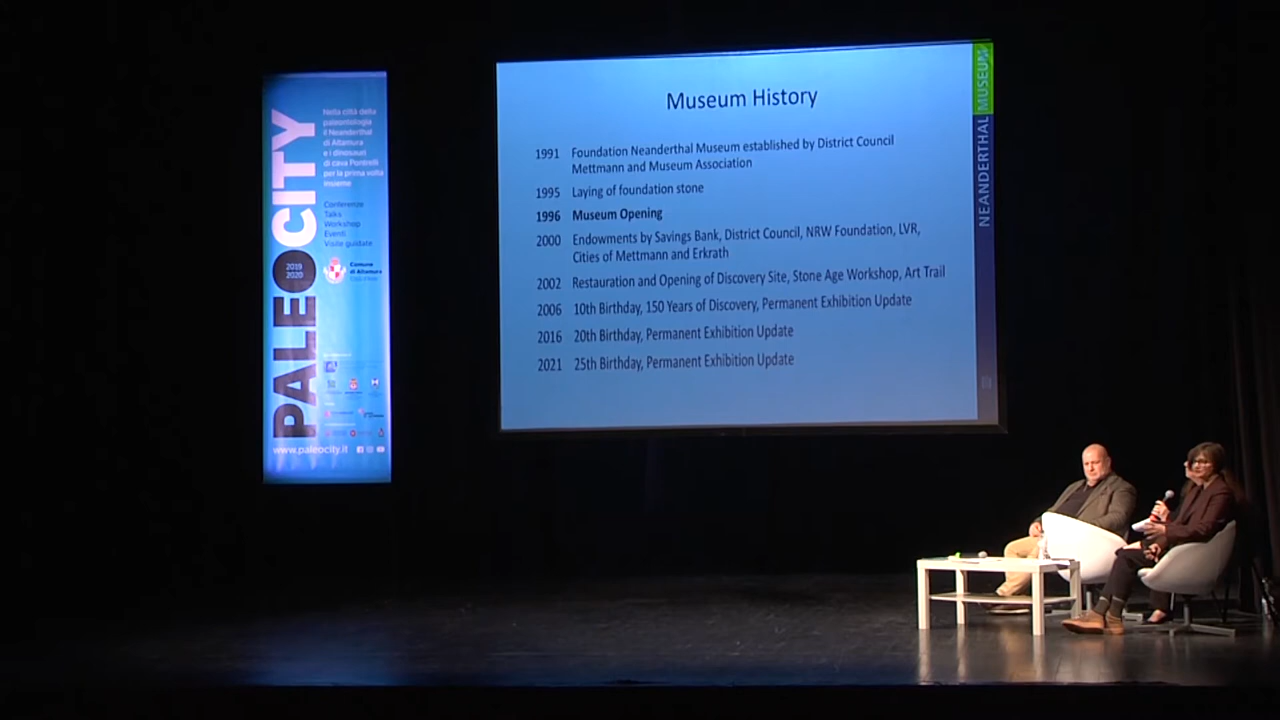 PALEOCITY
2019
2020
Nella città della
paleontologia
il Neanderthal
di Altamura
e i dinosauri
di cava Pontrelli
per la prima volta
insieme
Conferenze
Talks
Workshop
Eventi
Visite guidate
Comune
di Altamura
www.paleocity.it
Museum History
1991 Foundation Neanderthal Museum established by District Council
Mettmann and Museum Association
1995 Laying of foundation stone
1996 Museum Opening
2000 Endowments by Savings Bank, District Council, NRW Foundation, LVR,
Cities of Mettmann and Erkrath
2002 Restauration and Opening of Discovery Site, Stone Age Workshop, Art Trail
2006 10th Birthday, 150 Years of Discovery, Permanent Exhibition Update
2016 20th Birthday, Permanent Exhibition Update
2021 25th Birthday, Permanent Exhibition Update
NEANDERTHAL MUSEUM